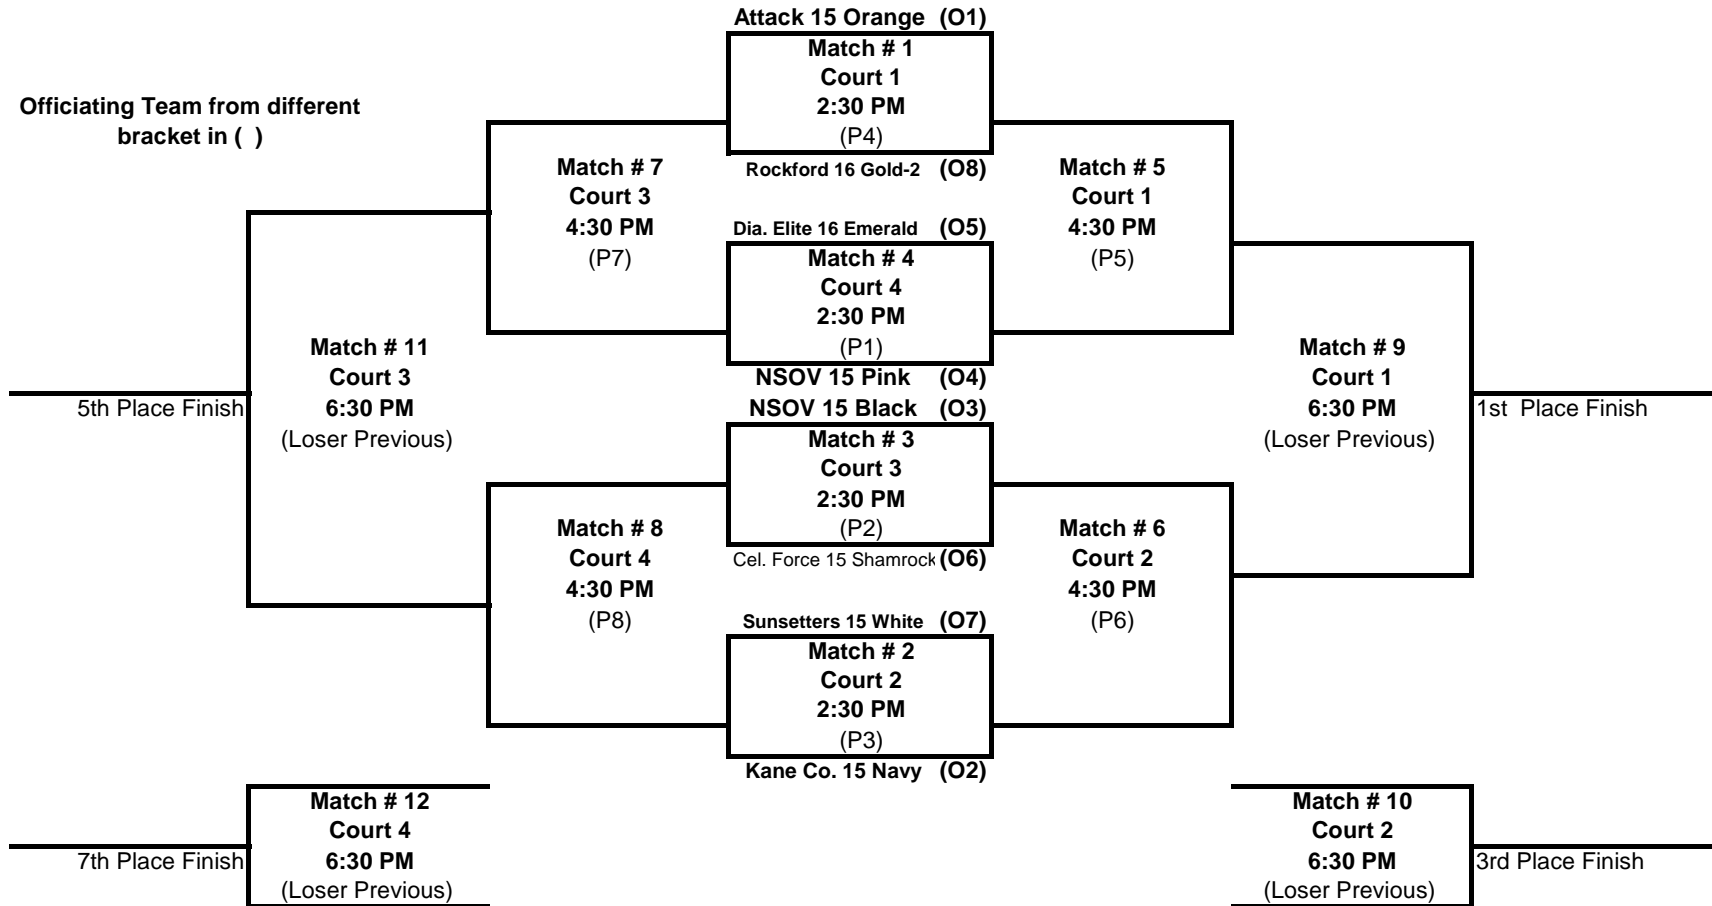 Attack 15 Orange (O1)
Match # 1
Court 1
2:30 PM
(P4)
Rockford 16 Gold-2 (O8)
Officiating Team from different
bracket in ( )
Match # 7
Court 3
4:30 PM
(P7)
Match # 5
Court 1
4:30 PM
(P5)
Dia. Elite 16 Emerald (O5)
Match # 4
Court 4
2:30 PM
(P1)
NSOV 15 Pink (O4)
Match # 11
Court 3
6:30 PM
(Loser Previous)
5th Place Finish
Match # 9
Court 1
6:30 PM
(Loser Previous)
1st Place Finish
NSOV 15 Black (O3)
Match # 3
Court 3
2:30 PM
(P2)
Cel. Force 15 Shamrock (O6)
Match # 8
Court 4
4:30 PM
(P8)
Match # 6
Court 2
4:30 PM
(P6)
Sunsetters 15 White (O7)
Match # 2
Court 2
2:30 PM
(P3)
Kane Co. 15 Navy (O2)
Match # 12
Court 4
6:30 PM
(Loser Previous)
7th Place Finish
Match # 10
Court 2
6:30 PM
(Loser Previous)
3rd Place Finish